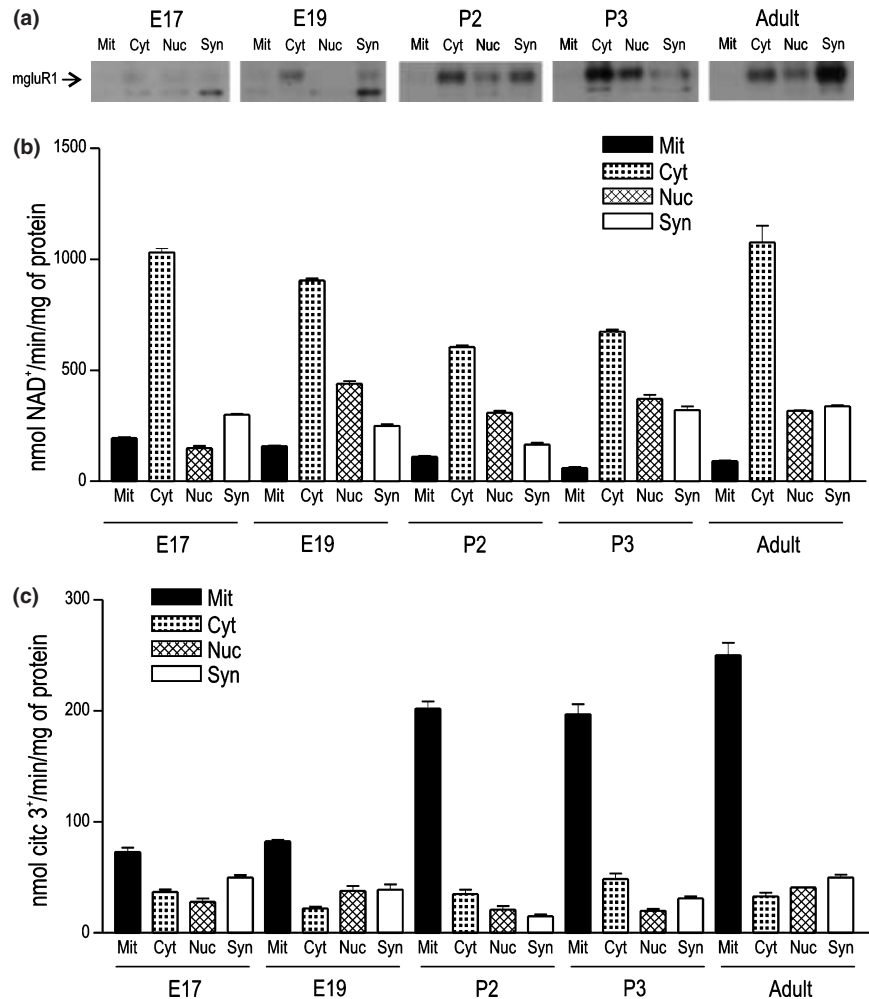 (a) E17 E19 P2 P3 Adult
Mit Cyt Nuc Syn Mit Cyt Nuc Syn Mit Cyt Nuc Syn Mit Cyt Nuc Syn Mit Cyt Nuc Syn
mgluR1
(b)
1500
1000
500
0
nmol NAD⁺/min/mg of protein
Mit
Cyt
Nuc
Syn
Mit Cyt Nuc Syn Mit Cyt Nuc Syn Mit Cyt Nuc Syn Mit Cyt Nuc Syn Mit Cyt Nuc Syn
E17 E19 P2 P3 Adult
(c)
300
200
100
0
nmol citc 3⁺/min/mg of protein
Mit
Cyt
Nuc
Syn
Mit Cyt Nuc Syn Mit Cyt Nuc Syn Mit Cyt Nuc Syn Mit Cyt Nuc Syn Mit Cyt Nuc Syn
E17 E19 P2 P3 Adult